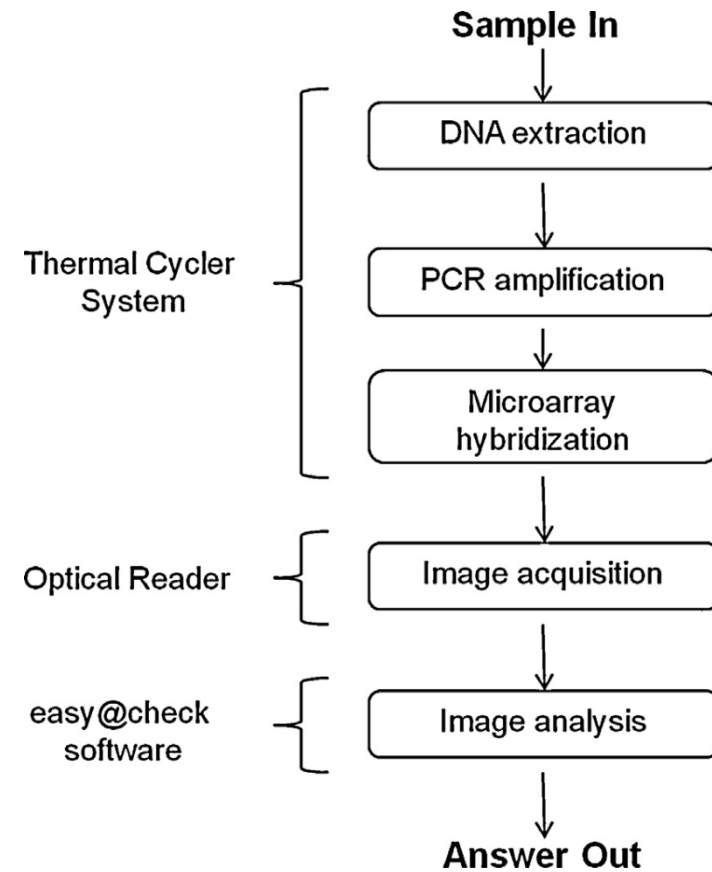 Sample In
DNA extraction
Thermal Cycler
System
PCR amplification
Microarray
hybridization
Optical Reader
Image acquisition
easy@check
software
Image analysis
Answer Out